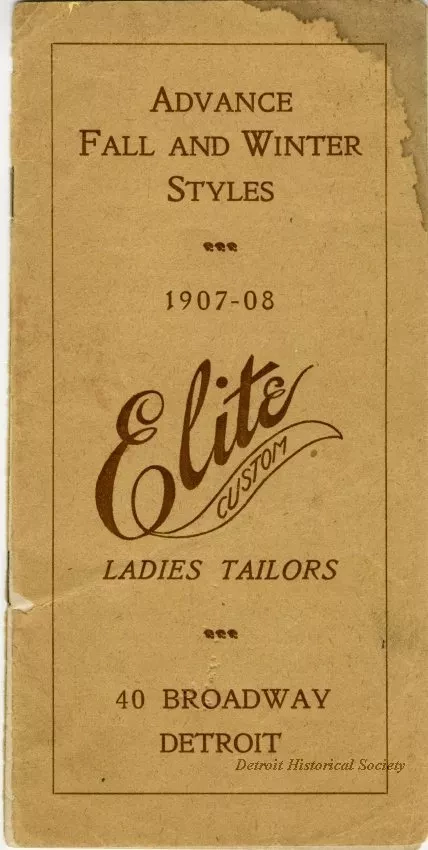 Advance
Fall and Winter
Styles
1907-08
Elite
CUSTOM
LADIES TAILORS
40 BROADWAY
DETROIT
Detroit Historical Society